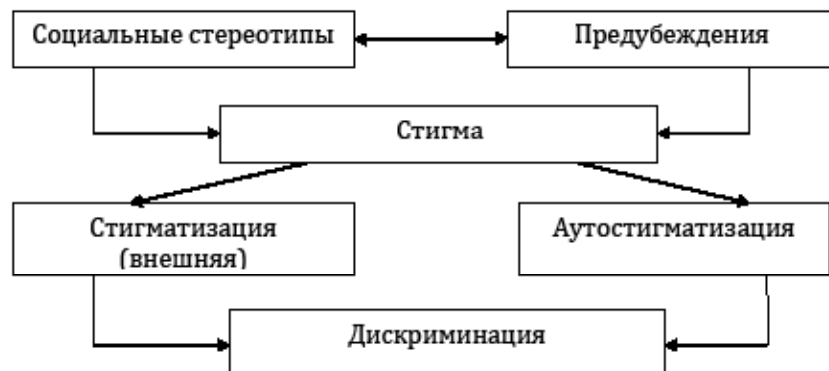 Социальные стереотипы
Предубеждения
Стигма
Стигматизация
(внешняя)
Аутостигматизация
Дискриминация